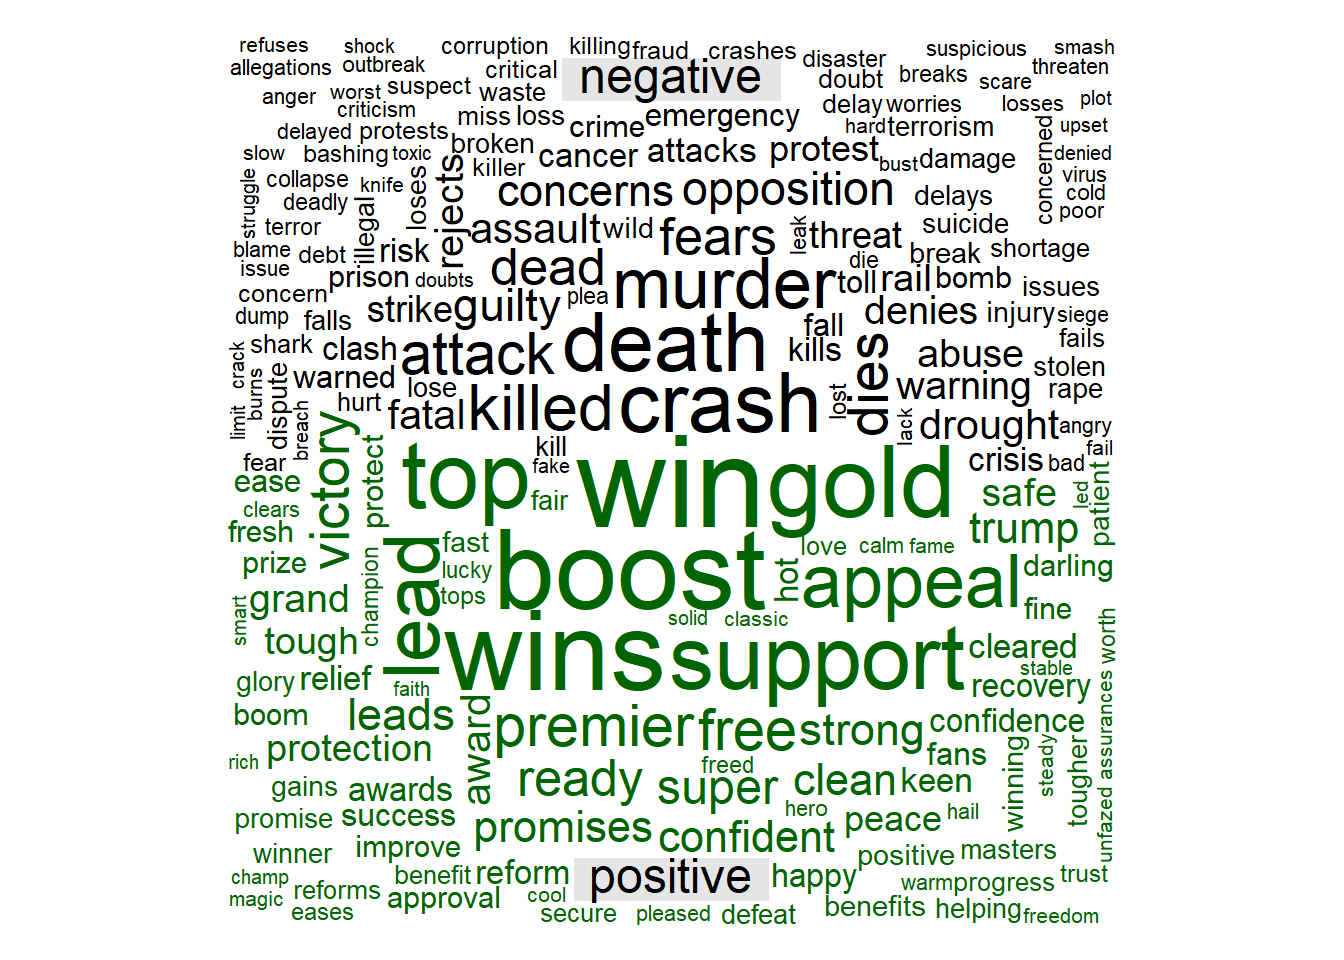 refuses shock corruption killing fraud crashes disaster suspicious smash
allegations outbreak critical negative doubt breaks scare threaten
anger worst suspect waste delay worries losses plot
criticism miss loss crime emergency hard terrorism concerned upset
delayed protests broken cancer attacks protest bust damage denied
slow bashing toxic killer rejects loses concerns opposition delays virus
struggle collapse knife cold
deadly illegal assault wild fears leak threat suicide poor
terror risk dead murder die break shortage
blame debt prison doubts plea toll rail bomb issues
issue strike guilty denies injury siege
concern falls death fall fails
dump shark clash attack kills dies abuse stolen
crack burns dispute warned lose killed crash lost warning rape
limit breach hurt fatal lack drought angry
fear victory protect kill crisis bad fail
ease top fake win gold safe led patient
clears fair
fresh lead fast boost love calm fame trump
prize champion lucky hot appeal darling
grand tops fine
smart tough solid classic cleared worth
wins support stable
glory relief faith recovery assurances
boom leads award premier free strong confidence
protection fans winning steady tougher unfazed
rich freed
gains awards ready super clean keen
promise success promises confident hero peace hail
winner improve positive masters
champ benefit reform positive happy warm progress trust
magic reforms approval cool benefits helping
eases secure pleased defeat freedom